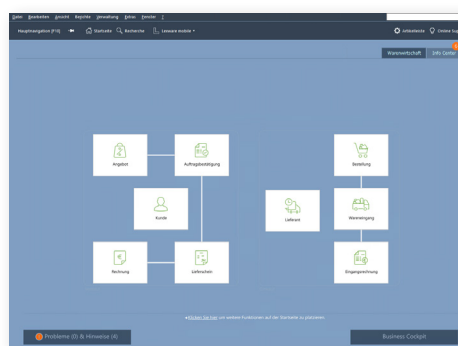 Datei Bearbeiten Ansicht Berichte Verwaltung Extras Fenster ?
Hauptnavigation (F10) Startseite Recherche Lexware mobile Artikelleiste Online Sup
Warenwirtschaft Info Center
Angebot Auftragsbestätigung Bestellung
Kunde Lieferant Wareneingang
Rechnung Lieferschein Eingangsrechnung
Klicken Sie hier, um weitere Funktionen auf der Startseite zu platzieren.
Probleme (0) & Hinweise (4) Business Cockpit